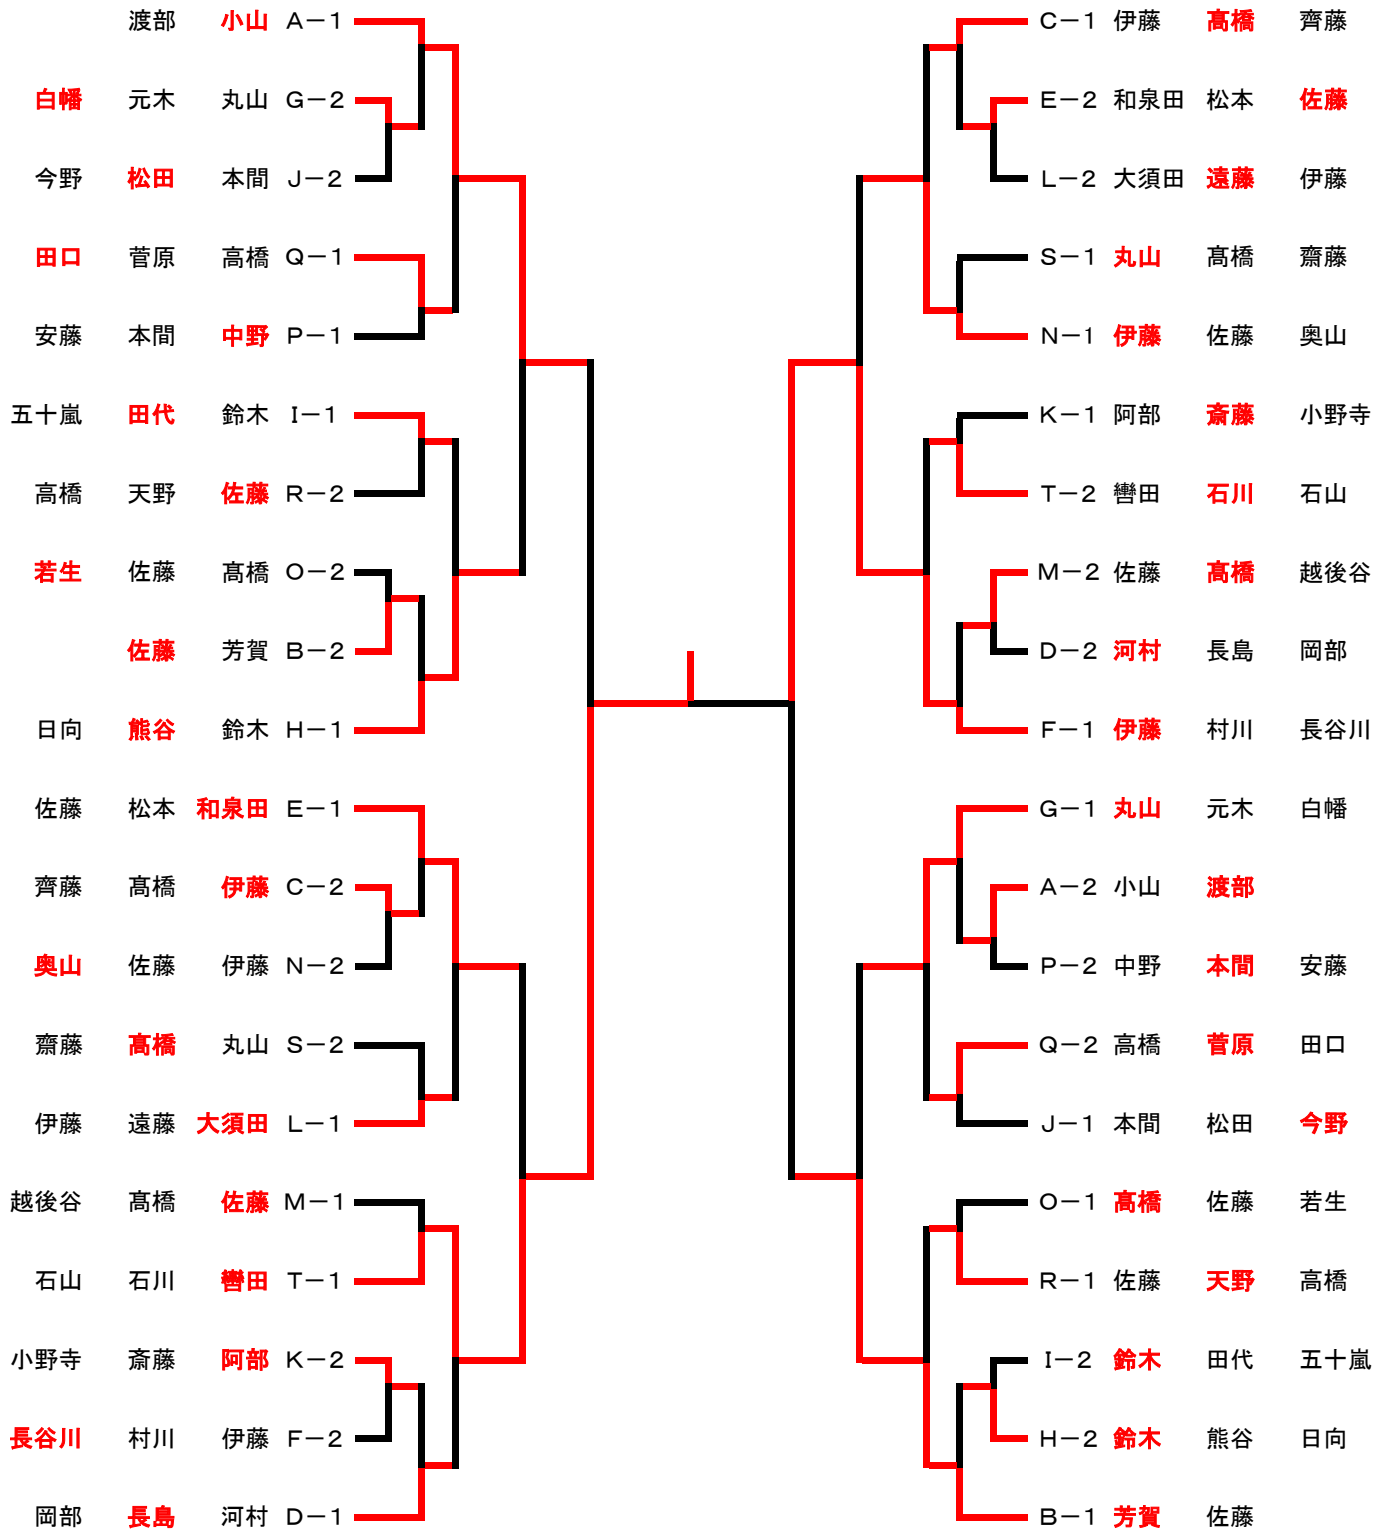 渡部 小山 A－1
白幡 元木 丸山 G－2
今野 松田 本間 J－2
田口 菅原 高橋 Q－1
安藤 本間 中野 P－1
五十嵐 田代 鈴木 I－1
高橋 天野 佐藤 R－2
若生 佐藤 髙橋 O－2
佐藤 芳賀 B－2
日向 熊谷 鈴木 H－1
佐藤 松本 和泉田 E－1
齊藤 髙橋 伊藤 C－2
奥山 佐藤 伊藤 N－2
齋藤 髙橋 丸山 S－2
伊藤 遠藤 大須田 L－1
越後谷 髙橋 佐藤 M－1
石山 石川 轡田 T－1
小野寺 斎藤 阿部 K－2
長谷川 村川 伊藤 F－2
岡部 長島 河村 D－1
C－1 伊藤 髙橋 齊藤
E－2 和泉田 松本 佐藤
L－2 大須田 遠藤 伊藤
S－1 丸山 髙橋 齋藤
N－1 伊藤 佐藤 奥山
K－1 阿部 斎藤 小野寺
T－2 轡田 石川 石山
M－2 佐藤 髙橋 越後谷
D－2 河村 長島 岡部
F－1 伊藤 村川 長谷川
G－1 丸山 元木 白幡
A－2 小山 渡部
P－2 中野 本間 安藤
Q－2 高橋 菅原 田口
J－1 本間 松田 今野
O－1 髙橋 佐藤 若生
R－1 佐藤 天野 高橋
I－2 鈴木 田代 五十嵐
H－2 鈴木 熊谷 日向
B－1 芳賀 佐藤